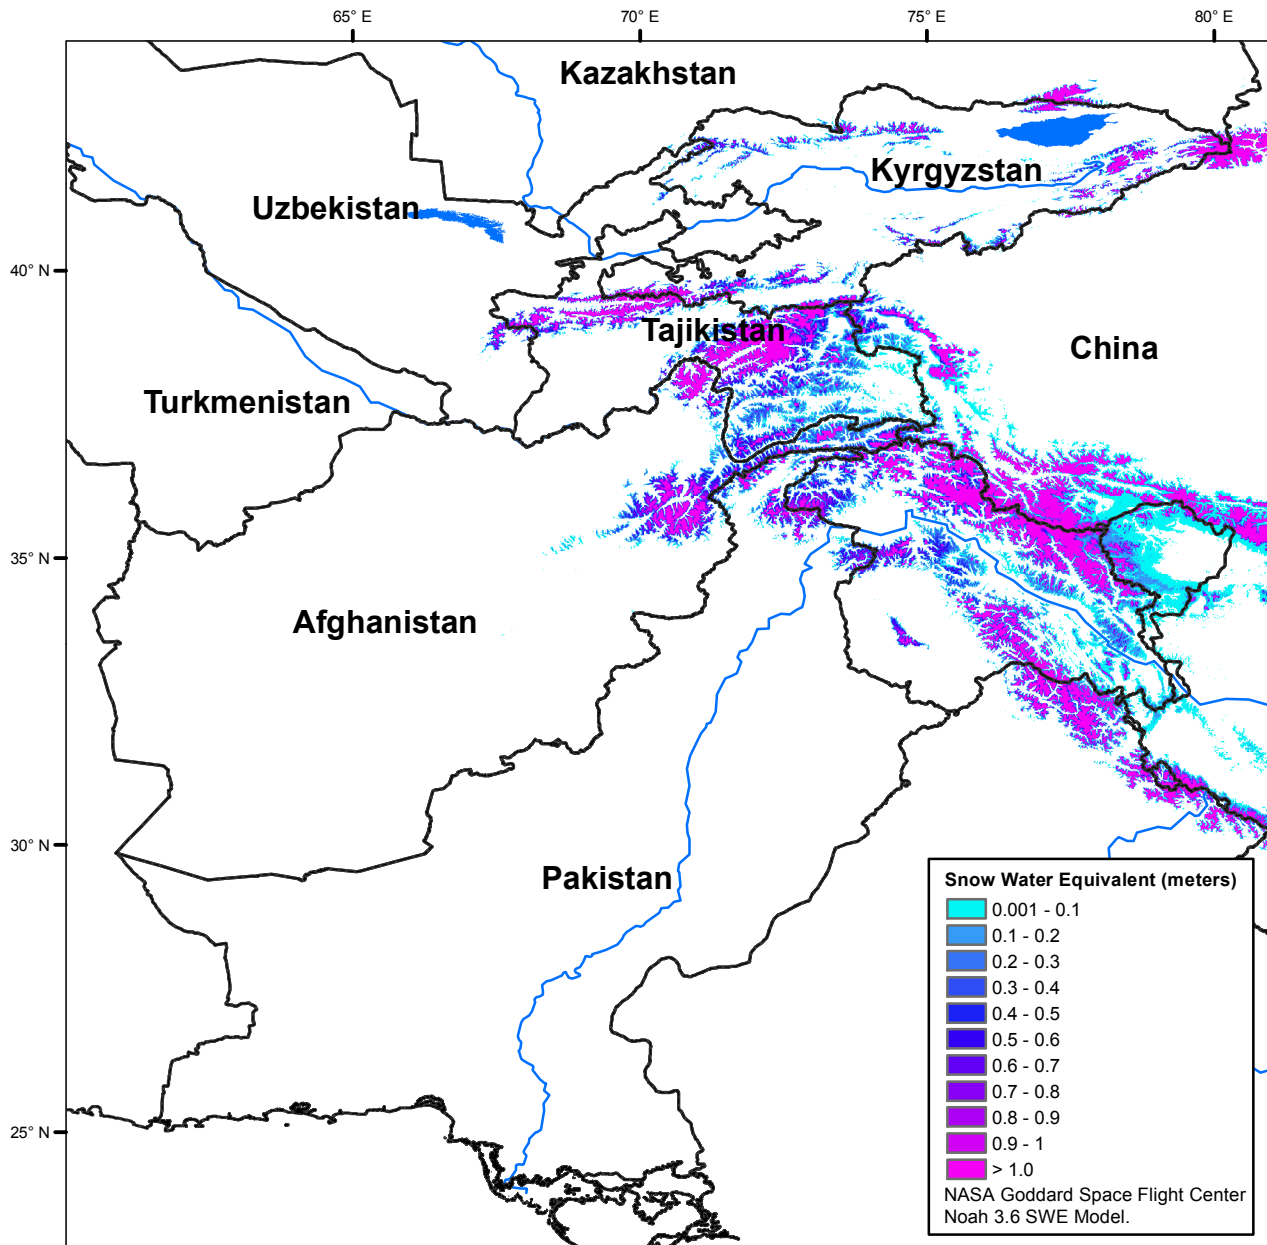 65° E
70° E
75° E
80° E
Kazakhstan
Kyrgyzstan
Uzbekistan
40° N
Tajikistan
China
Turkmenistan
35° N
Afghanistan
30° N
Pakistan
25° N
Snow Water Equivalent (meters)
0.001 - 0.1
0.1 - 0.2
0.2 - 0.3
0.3 - 0.4
0.4 - 0.5
0.5 - 0.6
0.6 - 0.7
0.7 - 0.8
0.8 - 0.9
0.9 - 1
> 1.0
NASA Goddard Space Flight Center
Noah 3.6 SWE Model.